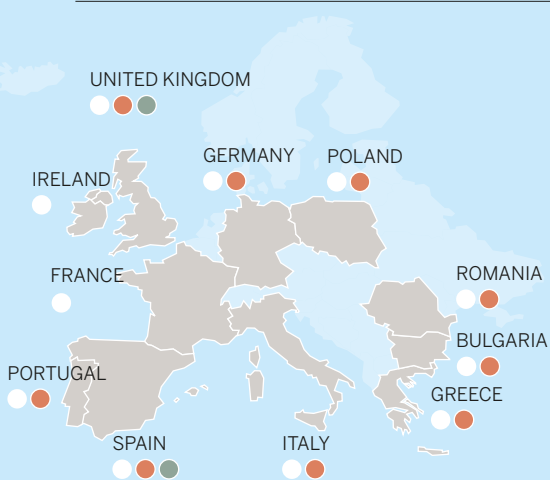 UNITED KINGDOM
GERMANY
POLAND
IRELAND
FRANCE
ROMANIA
BULGARIA
PORTUGAL
GREECE
SPAIN
ITALY